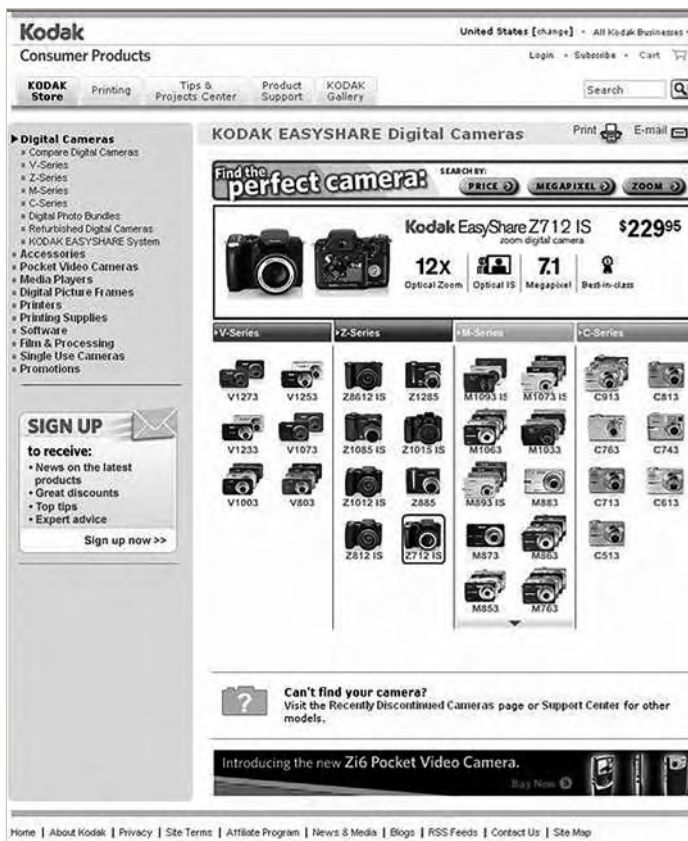 Kodak
United States [change] • All Kodak Businesses
Consumer Products
Login • Subscribe • Cart
KODAK Store
Printing
Tips & Projects Center
Product Support
KODAK Gallery
Search
Digital Cameras
Compare Digital Cameras
V-Series
Z-Series
M-Series
C-Series
Digital Photo Bundles
Refurbished Digital Cameras
KODAK EASYSHARE System
Accessories
Pocket Video Cameras
Media Players
Digital Picture Frames
Printers
Printing Supplies
Software
Film & Processing
Single Use Cameras
Promotions
SIGN UP
to receive:
• News on the latest
products
• Great discounts
• Top tips
• Expert advice
Sign up now >>
KODAK EASYSHARE Digital Cameras
Print
E-mail
Find the
perfect camera:
SEARCH BY:
PRICE
MEGAPIXEL
ZOOM
Kodak EasyShare Z712 IS
$22995
zoom digital camera
12x
7.1
Optical Zoom
Optical IS
Megapixel
Best-in-class
V-Series
Z-Series
M-Series
C-Series
V1273
V1253
Z8612 IS
Z1285
M1093 IS
M1073 IS
C913
C813
V1233
V1073
Z1085 IS
Z1015 IS
M1063
M1033
C763
C743
V1003
V803
Z1012 IS
Z885
M893 IS
M883
C713
C613
Z812 IS
Z712 IS
M873
M863
C513
M853
M763
?
Can't find your camera?
Visit the Recently Discontinued Cameras page or Support Center for other
models.
Introducing the new Zi6 Pocket Video Camera.
Buy Now
Home | About Kodak | Privacy | Site Terms | Affiliate Program | News & Media | Blogs | RSS Feeds | Contact Us | Site Map